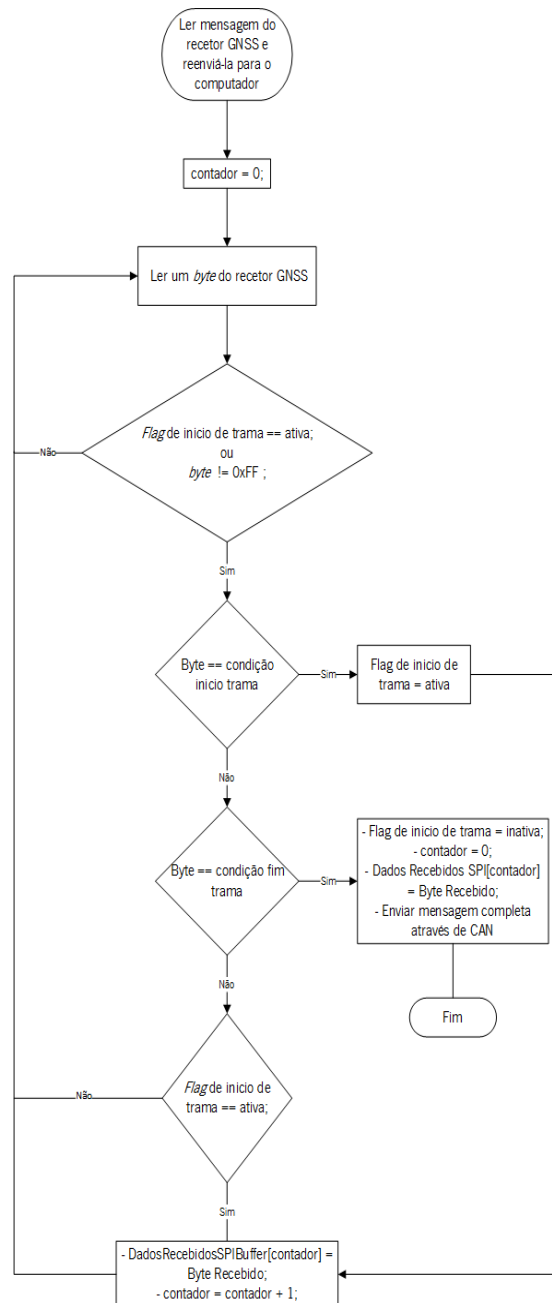 Ler mensagem do
recetor GNSS e
reenviá-la para o
computador
contador = 0;
Ler um byte do recetor GNSS
Flag de inicio de trama == ativa;
ou
byte != 0xFF ;
Não
Sim
Byte == condição
inicio trama
Sim
Flag de inicio de
trama = ativa
Não
Byte == condição fim
trama
Sim
- Flag de inicio de trama = inativa;
- contador = 0;
- Dados Recebidos SPI[contador]
= Byte Recebido;
- Enviar mensagem completa
através de CAN
Não
Fim
Flag de inicio de
trama == ativa;
Não
Sim
- DadosRecebidosSPIBuffer[contador] =
Byte Recebido;
- contador = contador + 1;